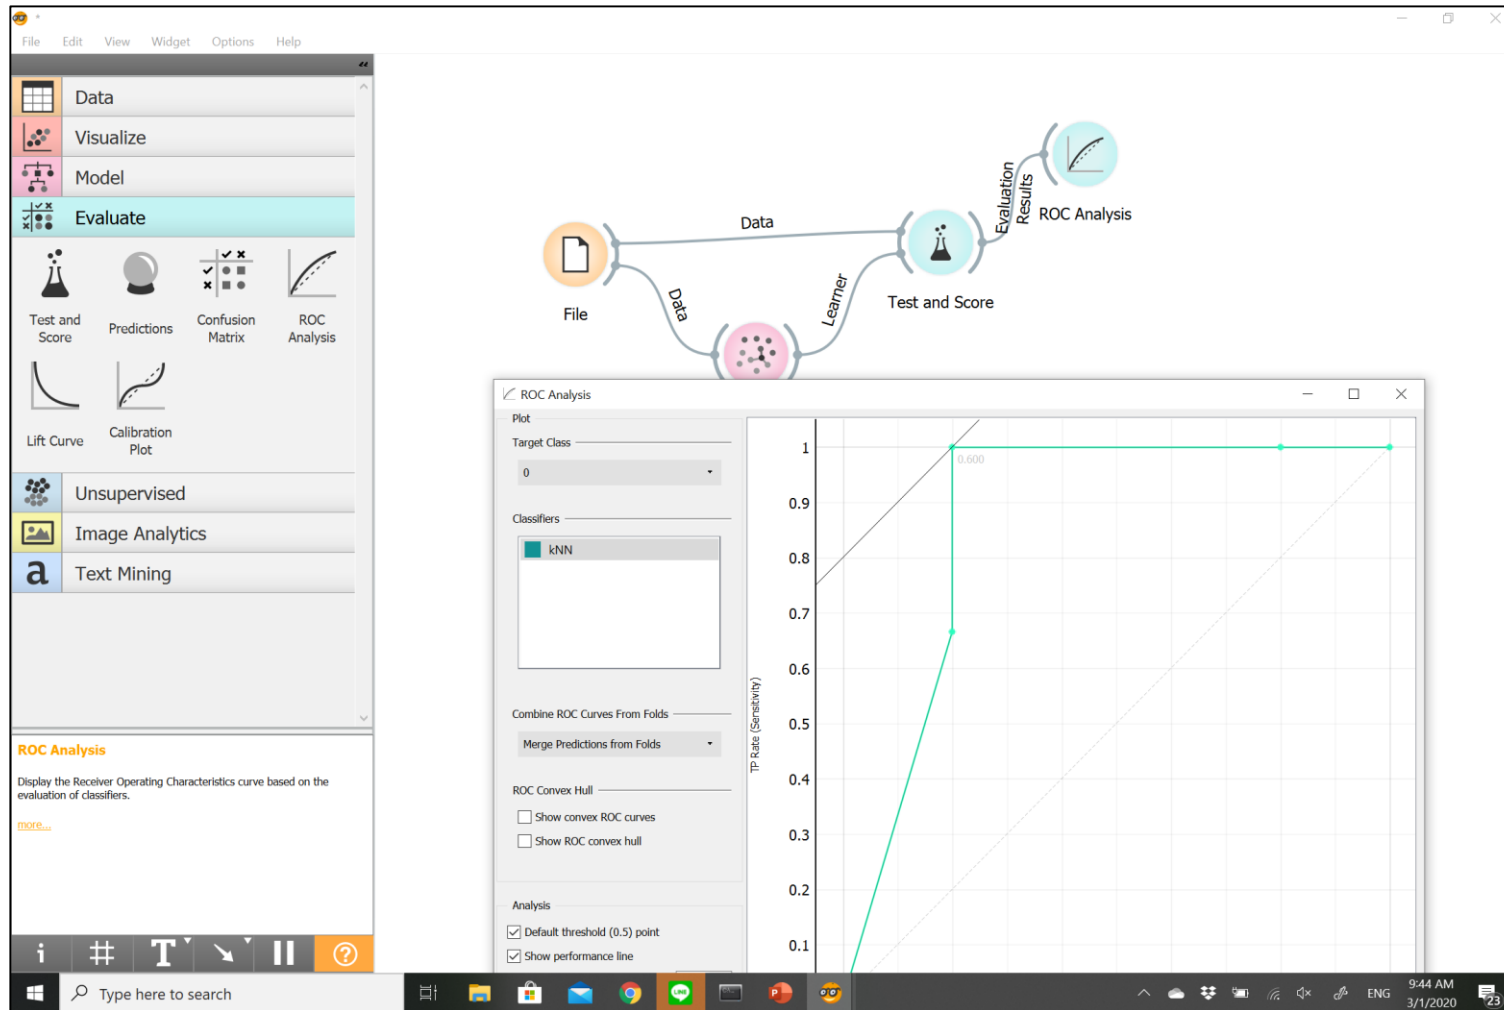 File Edit View Widget Options Help
Data
Visualize
Model
Evaluate
Test and
Score
Predictions
Confusion
Matrix
ROC
Analysis
Lift Curve
Calibration
Plot
Unsupervised
Image Analytics
a Text Mining
ROC Analysis
Display the Receiver Operating Characteristics curve based on the
evaluation of classifiers.
more...
i # T ?
File
Data
Data
Learner
Test and Score
Evaluation
Results
ROC Analysis
ROC Analysis
Plot
Target Class
0
Classifiers
kNN
Combine ROC Curves From Folds
Merge Predictions from Folds
ROC Convex Hull
Show convex ROC curves
Show ROC convex hull
Analysis
Default threshold (0.5) point
Show performance line
TP Rate (Sensitivity)
1
0.9
0.8
0.7
0.6
0.5
0.4
0.3
0.2
0.1
0.600
Type here to search
LINE
P
ENG
9:44 AM
3/1/2020
23